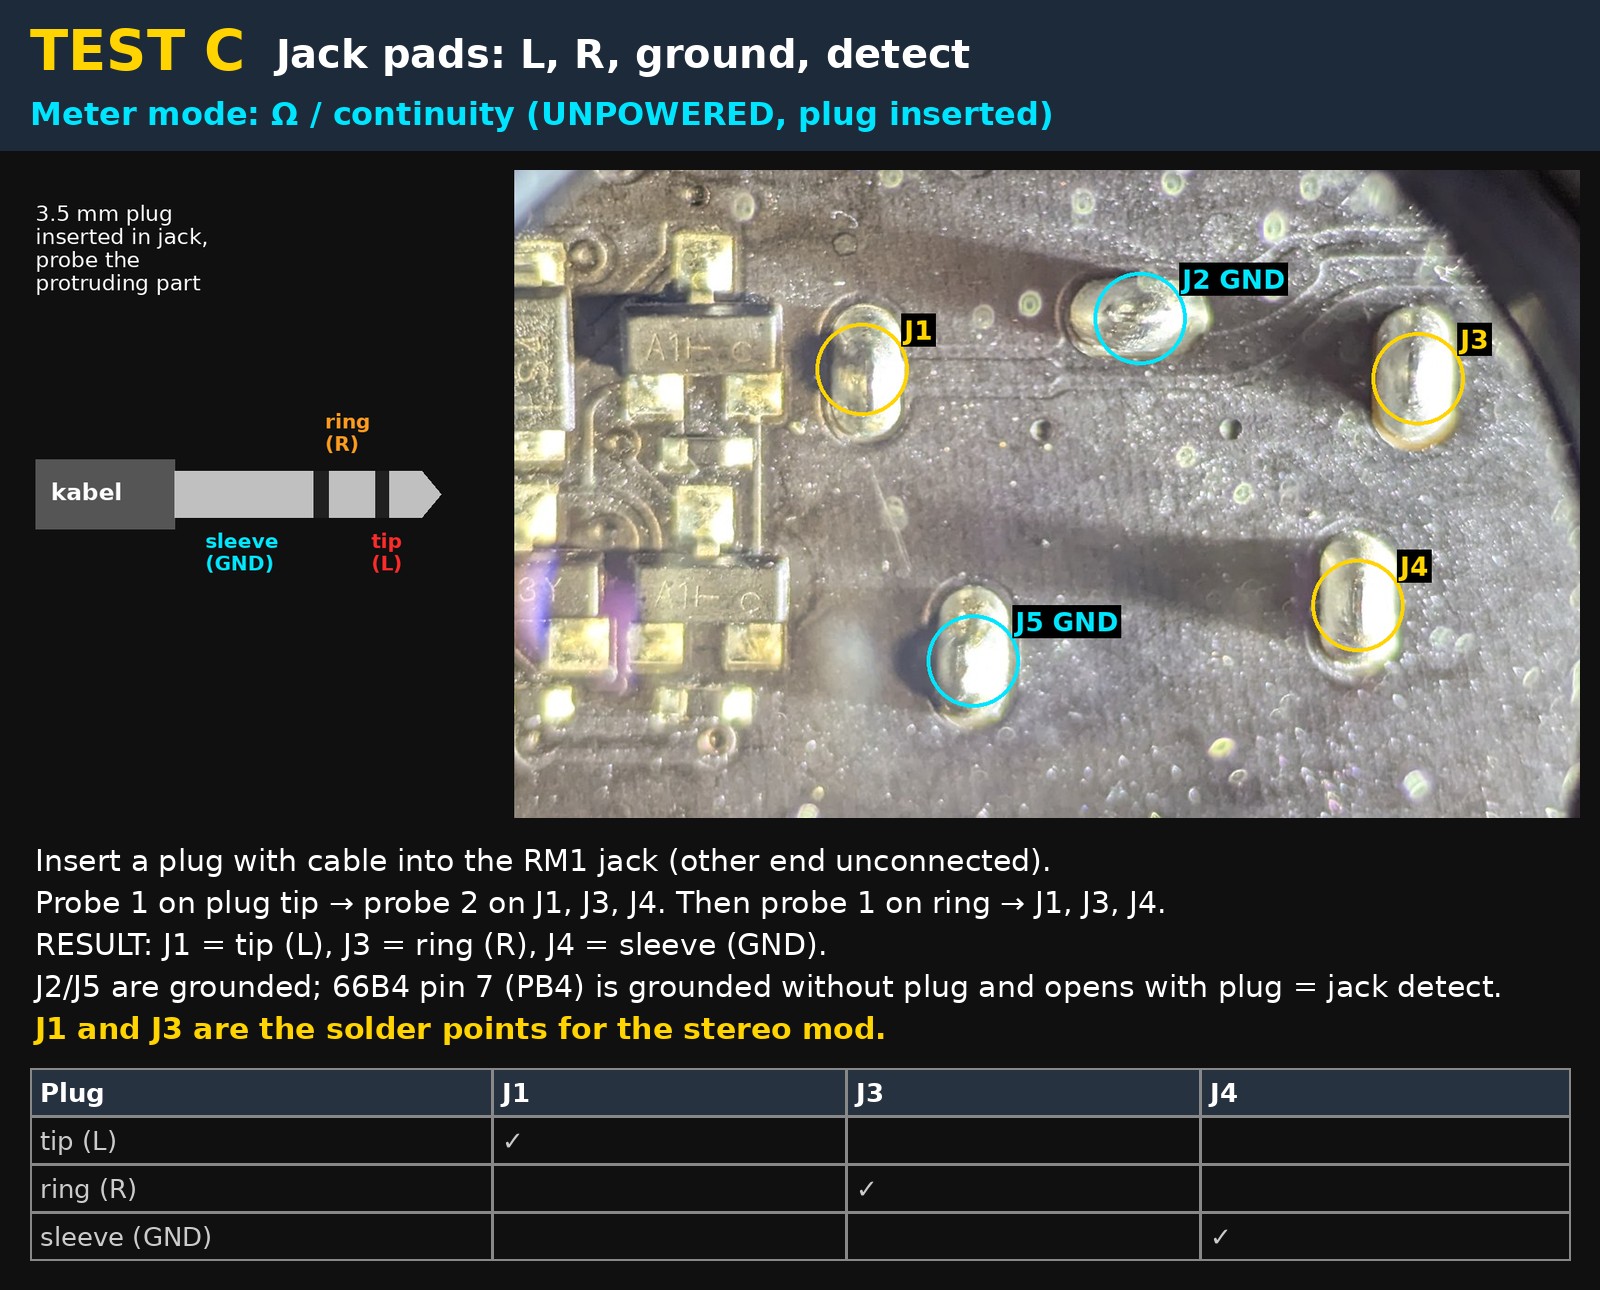 TEST C Jack pads: L, R, ground, detect
Meter mode: Ω / continuity (UNPOWERED, plug inserted)
3.5 mm plug
inserted in jack,
probe the
protruding part
ring
(R)
kabel
sleeve
(GND)
tip
(L)
J2 GND
J1
J3
J4
J5 GND
A1
A1
3Y
Insert a plug with cable into the RM1 jack (other end unconnected).
Probe 1 on plug tip → probe 2 on J1, J3, J4. Then probe 1 on ring → J1, J3, J4.
RESULT: J1 = tip (L), J3 = ring (R), J4 = sleeve (GND).
J2/J5 are grounded; 66B4 pin 7 (PB4) is grounded without plug and opens with plug = jack detect.
J1 and J3 are the solder points for the stereo mod.
Plug J1 J3 J4
tip (L) ✓
ring (R) ✓
sleeve (GND) ✓